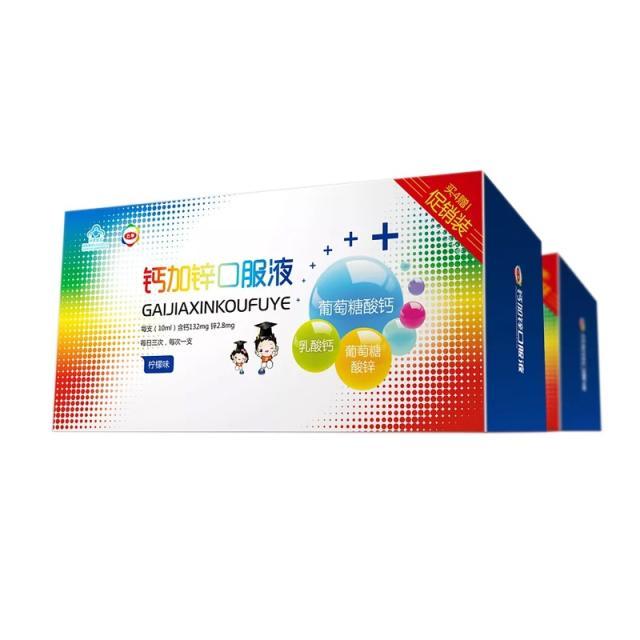 买4赠1
促销装
钙加锌口服液
GAIJIAXINKOUFUYE
每支（10ml）含钙132mg 锌2.8mg
每日三次，每次一支
柠檬味
葡萄糖酸钙
乳酸钙
葡萄糖
酸锌
钙加锌口服液